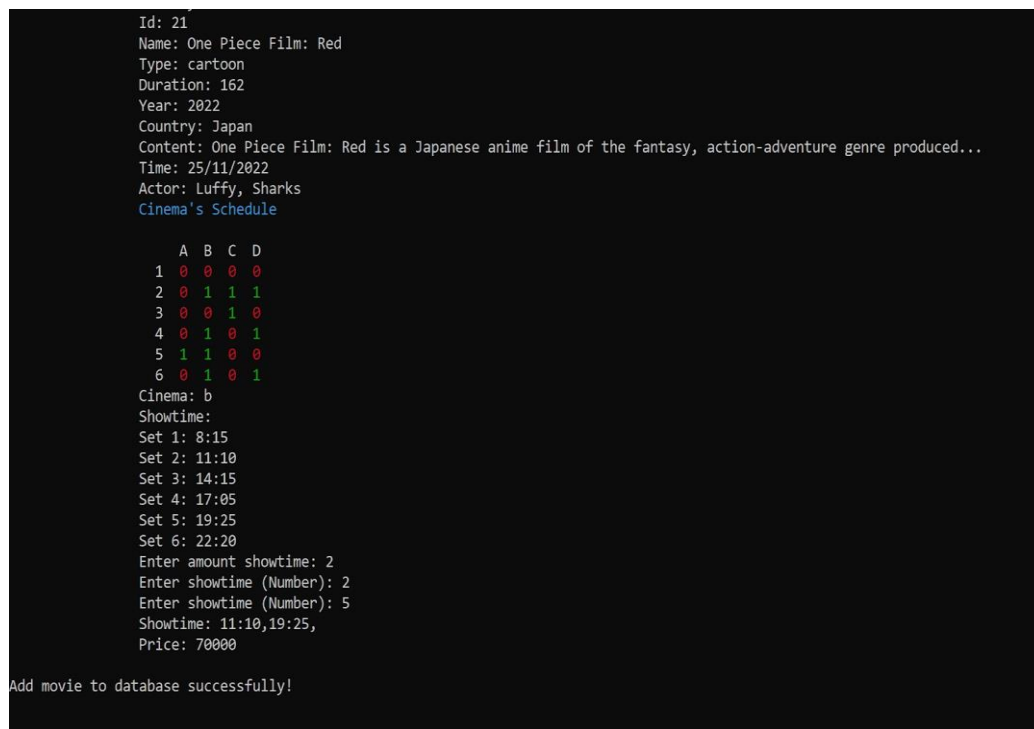 Id: 21
Name: One Piece Film: Red
Type: cartoon
Duration: 162
Year: 2022
Country: Japan
Content: One Piece Film: Red is a Japanese anime film of the fantasy, action-adventure genre produced...
Time: 25/11/2022
Actor: Luffy, Sharks
Cinema's Schedule
A B C D
1 0 0 0 0
2 0 1 1 1
3 0 0 1 0
4 0 1 0 1
5 1 1 0 0
6 0 1 0 1
Cinema: b
Showtime:
Set 1: 8:15
Set 2: 11:10
Set 3: 14:15
Set 4: 17:05
Set 5: 19:25
Set 6: 22:20
Enter amount showtime: 2
Enter showtime (Number): 2
Enter showtime (Number): 5
Showtime: 11:10,19:25,
Price: 70000
Add movie to database successfully!